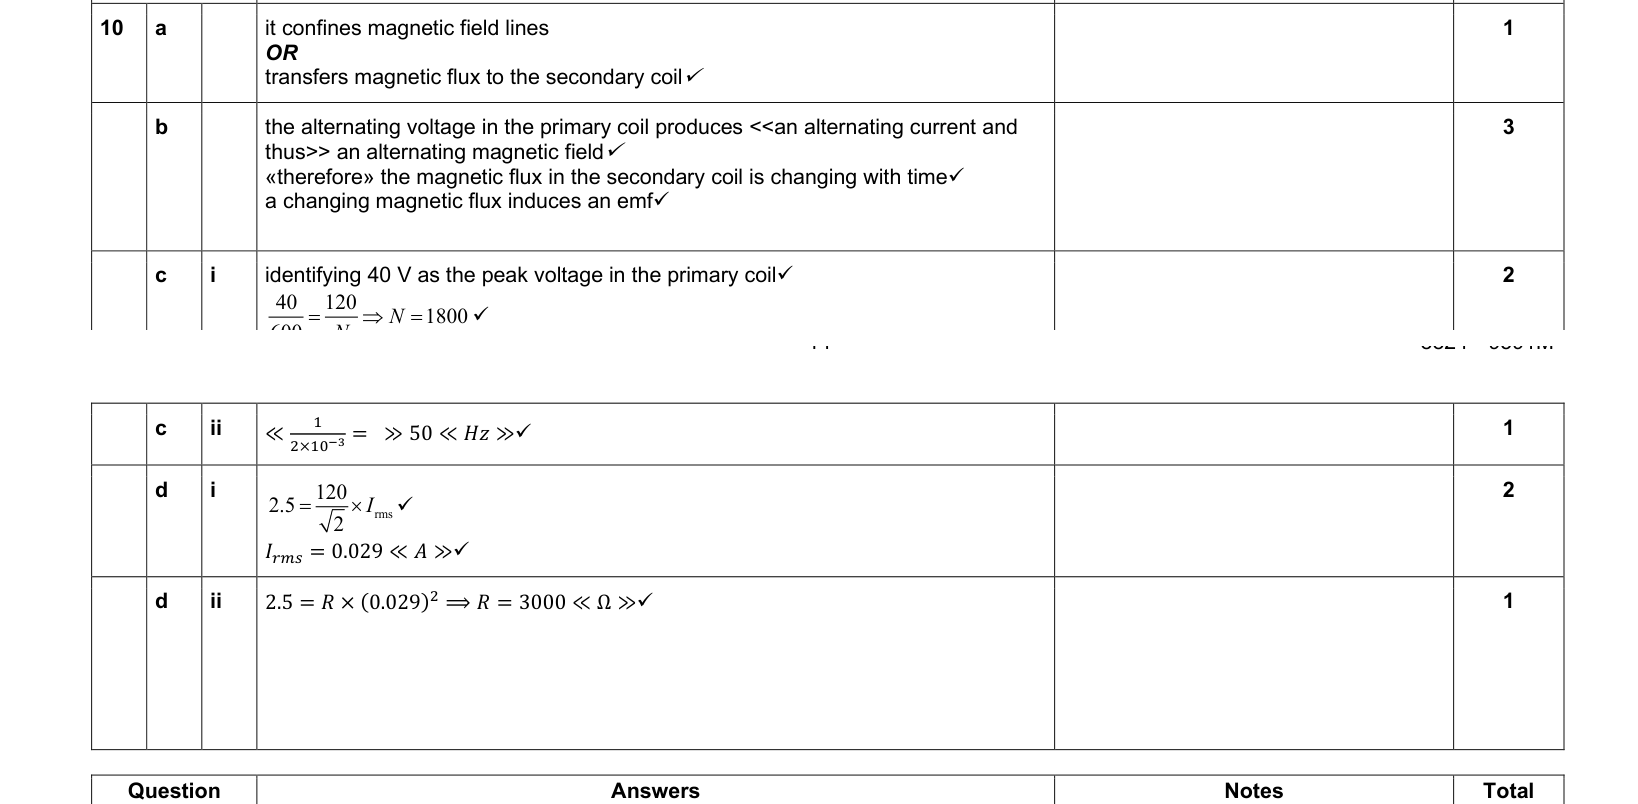 10 a it confines magnetic field lines 1
OR
transfers magnetic flux to the secondary coil ✓
b the alternating voltage in the primary coil produces <<an alternating current and 3
thus>> an alternating magnetic field ✓
«therefore» the magnetic flux in the secondary coil is changing with time✓
a changing magnetic flux induces an emf✓
c i identifying 40 V as the peak voltage in the primary coil✓ 2
40/600 = 120/N ⇒ N = 1800 ✓
c ii ≪ 1/(2×10⁻³) = ≫ 50 ≪ Hz ≫✓ 1
d i 2.5 = 120/√2 × I_rms ✓ 2
I_rms = 0.029 ≪ A ≫✓
d ii 2.5 = R × (0.029)² ⟹ R = 3000 ≪ Ω ≫✓ 1
Question Answers Notes Total